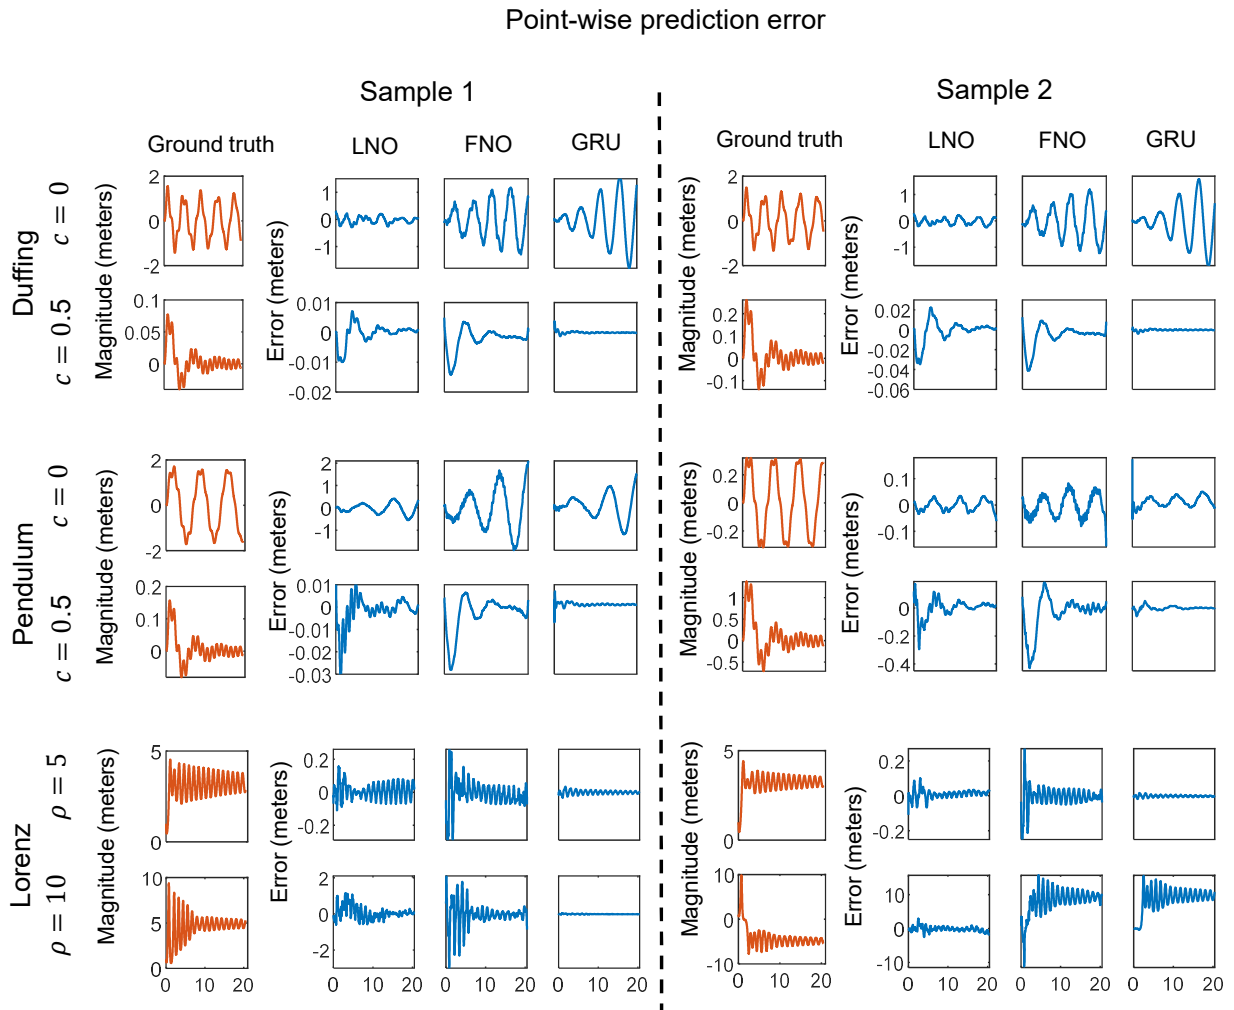 Point-wise prediction error
Sample 1
Sample 2
Ground truth LNO FNO GRU
Ground truth LNO FNO GRU
Duffing
c = 0
Magnitude (meters)
2
0
-2
Error (meters)
1
0
-1
Magnitude (meters)
2
0
-2
Error (meters)
1
0
-1
c = 0.5
0.1
0.05
0
0.01
0
-0.01
-0.02
0.2
0.1
0
-0.1
0.02
0
-0.02
-0.04
-0.06
Pendulum
c = 0
Magnitude (meters)
2
0
-2
Error (meters)
2
1
0
-1
Magnitude (meters)
0.2
0
-0.2
Error (meters)
0.1
0
-0.1
c = 0.5
0.2
0.1
0
0.01
0
-0.01
-0.02
-0.03
1
0.5
0
-0.5
0
-0.2
-0.4
Lorenz
ρ = 5
Magnitude (meters)
5
0
Error (meters)
0.2
0
-0.2
Magnitude (meters)
5
0
Error (meters)
0.2
0
-0.2
ρ = 10
10
5
0
2
0
-2
10
0
-10
10
0
-10
0 10 20 0 10 20 0 10 20 0 10 20
0 10 20 0 10 20 0 10 20 0 10 20